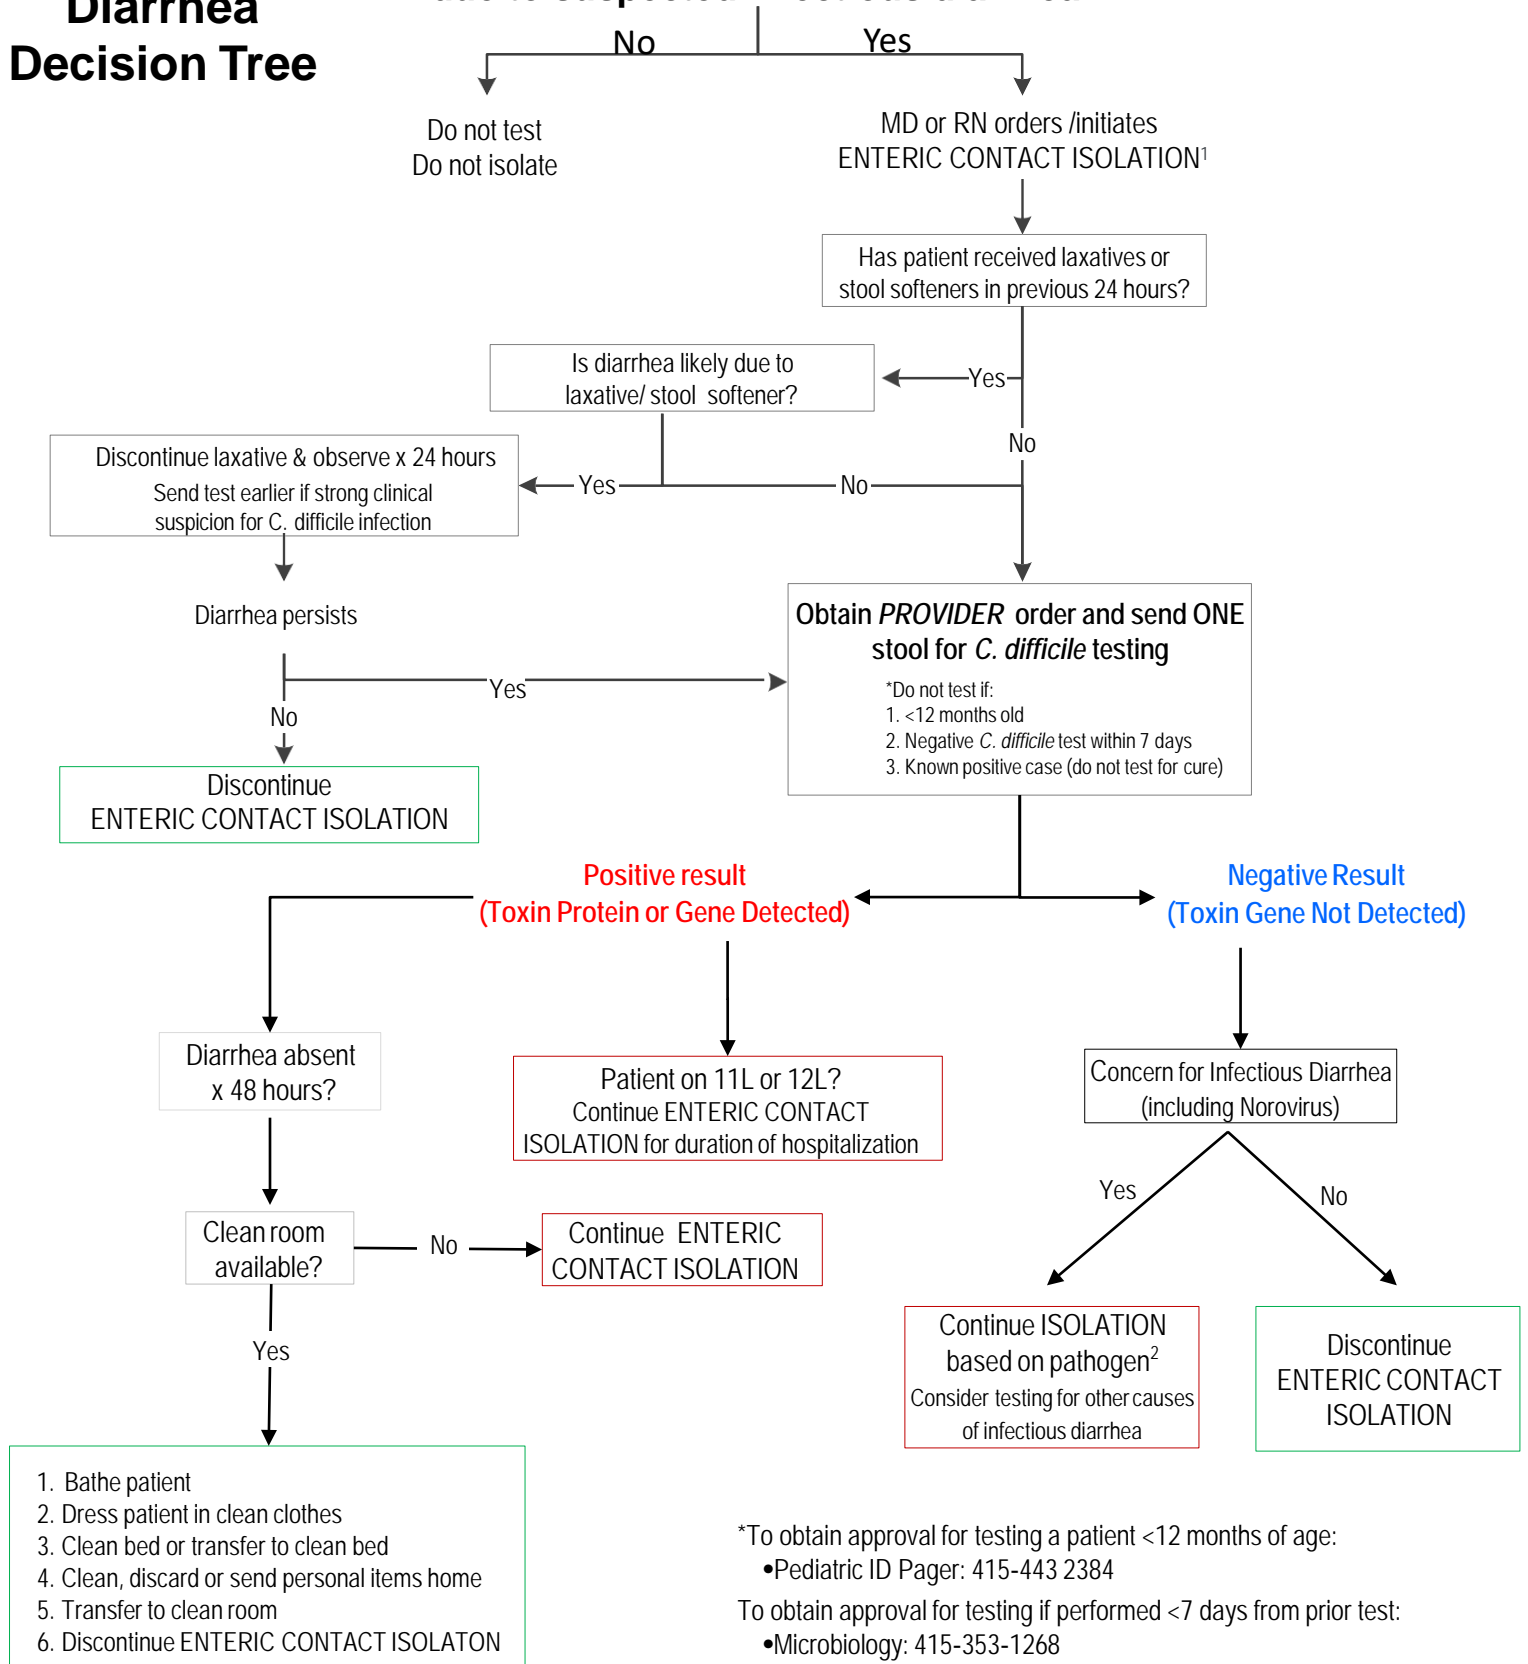 Diarrhea
Decision Tree
No
Yes
Do not test
Do not isolate
MD or RN orders /initiates
ENTERIC CONTACT ISOLATION1
Has patient received laxatives or
stool softeners in previous 24 hours?
Is diarrhea likely due to
laxative/ stool softener?
Yes
No
Discontinue laxative & observe x 24 hours
Send test earlier if strong clinical
suspicion for C. difficile infection
Yes
No
Diarrhea persists
Obtain PROVIDER order and send ONE
stool for C. difficile testing
*Do not test if:
1. <12 months old
2. Negative C. difficile test within 7 days
3. Known positive case (do not test for cure)
Yes
No
Discontinue
ENTERIC CONTACT ISOLATION
Positive result
(Toxin Protein or Gene Detected)
Negative Result
(Toxin Gene Not Detected)
Diarrhea absent
x 48 hours?
Patient on 11L or 12L?
Continue ENTERIC CONTACT
ISOLATION for duration of hospitalization
Concern for Infectious Diarrhea
(including Norovirus)
Yes
No
Clean room
available?
No
Continue ENTERIC
CONTACT ISOLATION
Yes
Continue ISOLATION
based on pathogen2
Consider testing for other causes
of infectious diarrhea
Discontinue
ENTERIC CONTACT
ISOLATION
1. Bathe patient
2. Dress patient in clean clothes
3. Clean bed or transfer to clean bed
4. Clean, discard or send personal items home
5. Transfer to clean room
6. Discontinue ENTERIC CONTACT ISOLATON
*To obtain approval for testing a patient <12 months of age:
•Pediatric ID Pager: 415-443 2384
To obtain approval for testing if performed <7 days from prior test:
•Microbiology: 415-353-1268